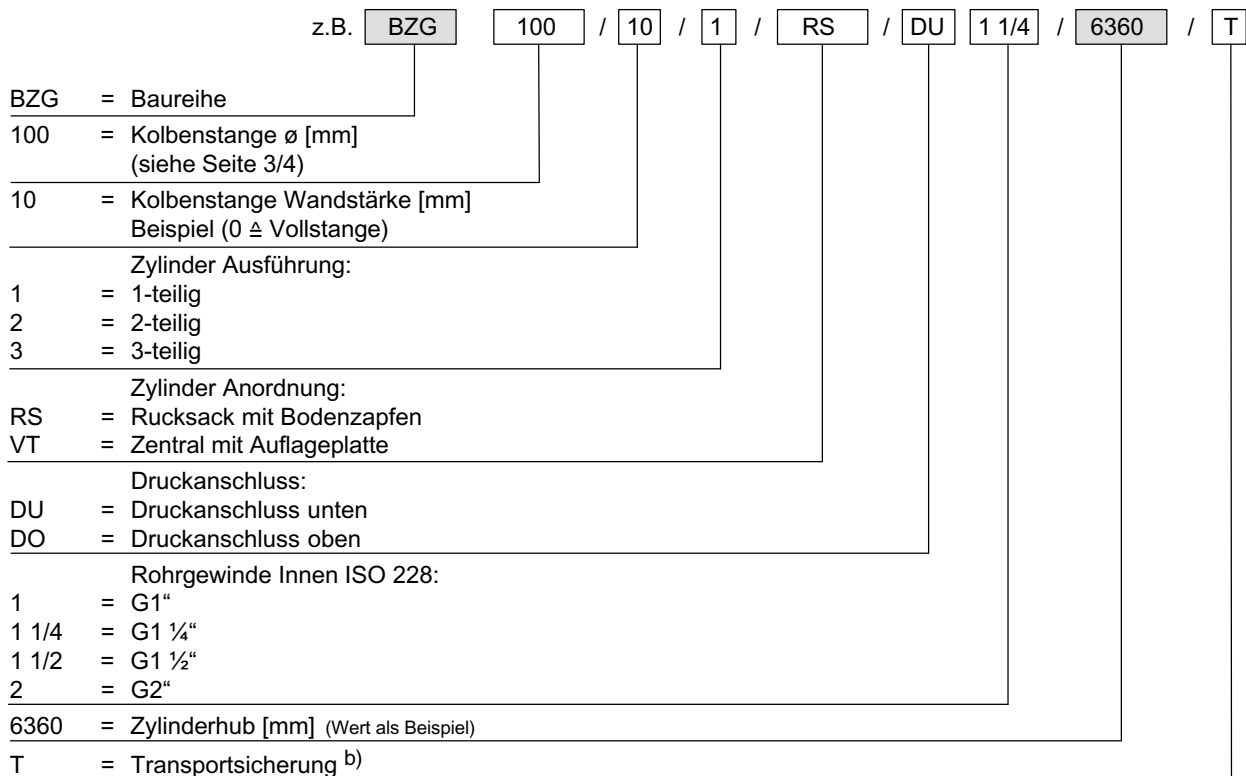 z.B. BZG 100 / 10 / 1 / RS / DU 1 1/4 / 6360 / T
BZG = Baureihe
100 = Kolbenstange ø [mm]
(siehe Seite 3/4)
10 = Kolbenstange Wandstärke [mm]
Beispiel (0 ≙ Vollstange)
Zylinder Ausführung:
1 = 1-teilig
2 = 2-teilig
3 = 3-teilig
Zylinder Anordnung:
RS = Rucksack mit Bodenzapfen
VT = Zentral mit Auflageplatte
Druckanschluss:
DU = Druckanschluss unten
DO = Druckanschluss oben
Rohrgewinde Innen ISO 228:
1 = G1“
1 1/4 = G1 ¼“
1 1/2 = G1 ½“
2 = G2“
6360 = Zylinderhub [mm] (Wert als Beispiel)
T = Transportsicherung b)